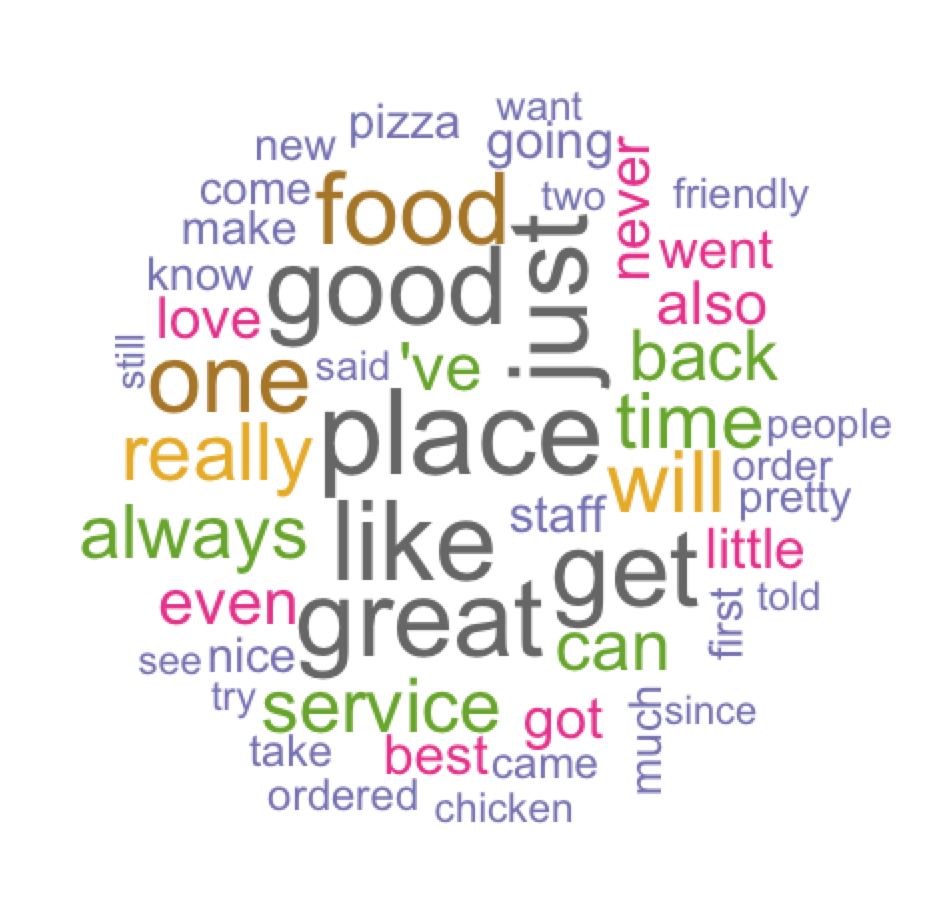 want
pizza
going
new
come
food
two
never
friendly
make
just
went
know
good
also
love
still
one
said
've
back
place
time
people
really
will
order
pretty
always
like
staff
get
little
even
great
can
first
told
see
nice
try
service
got
much
since
take
best
came
ordered
chicken